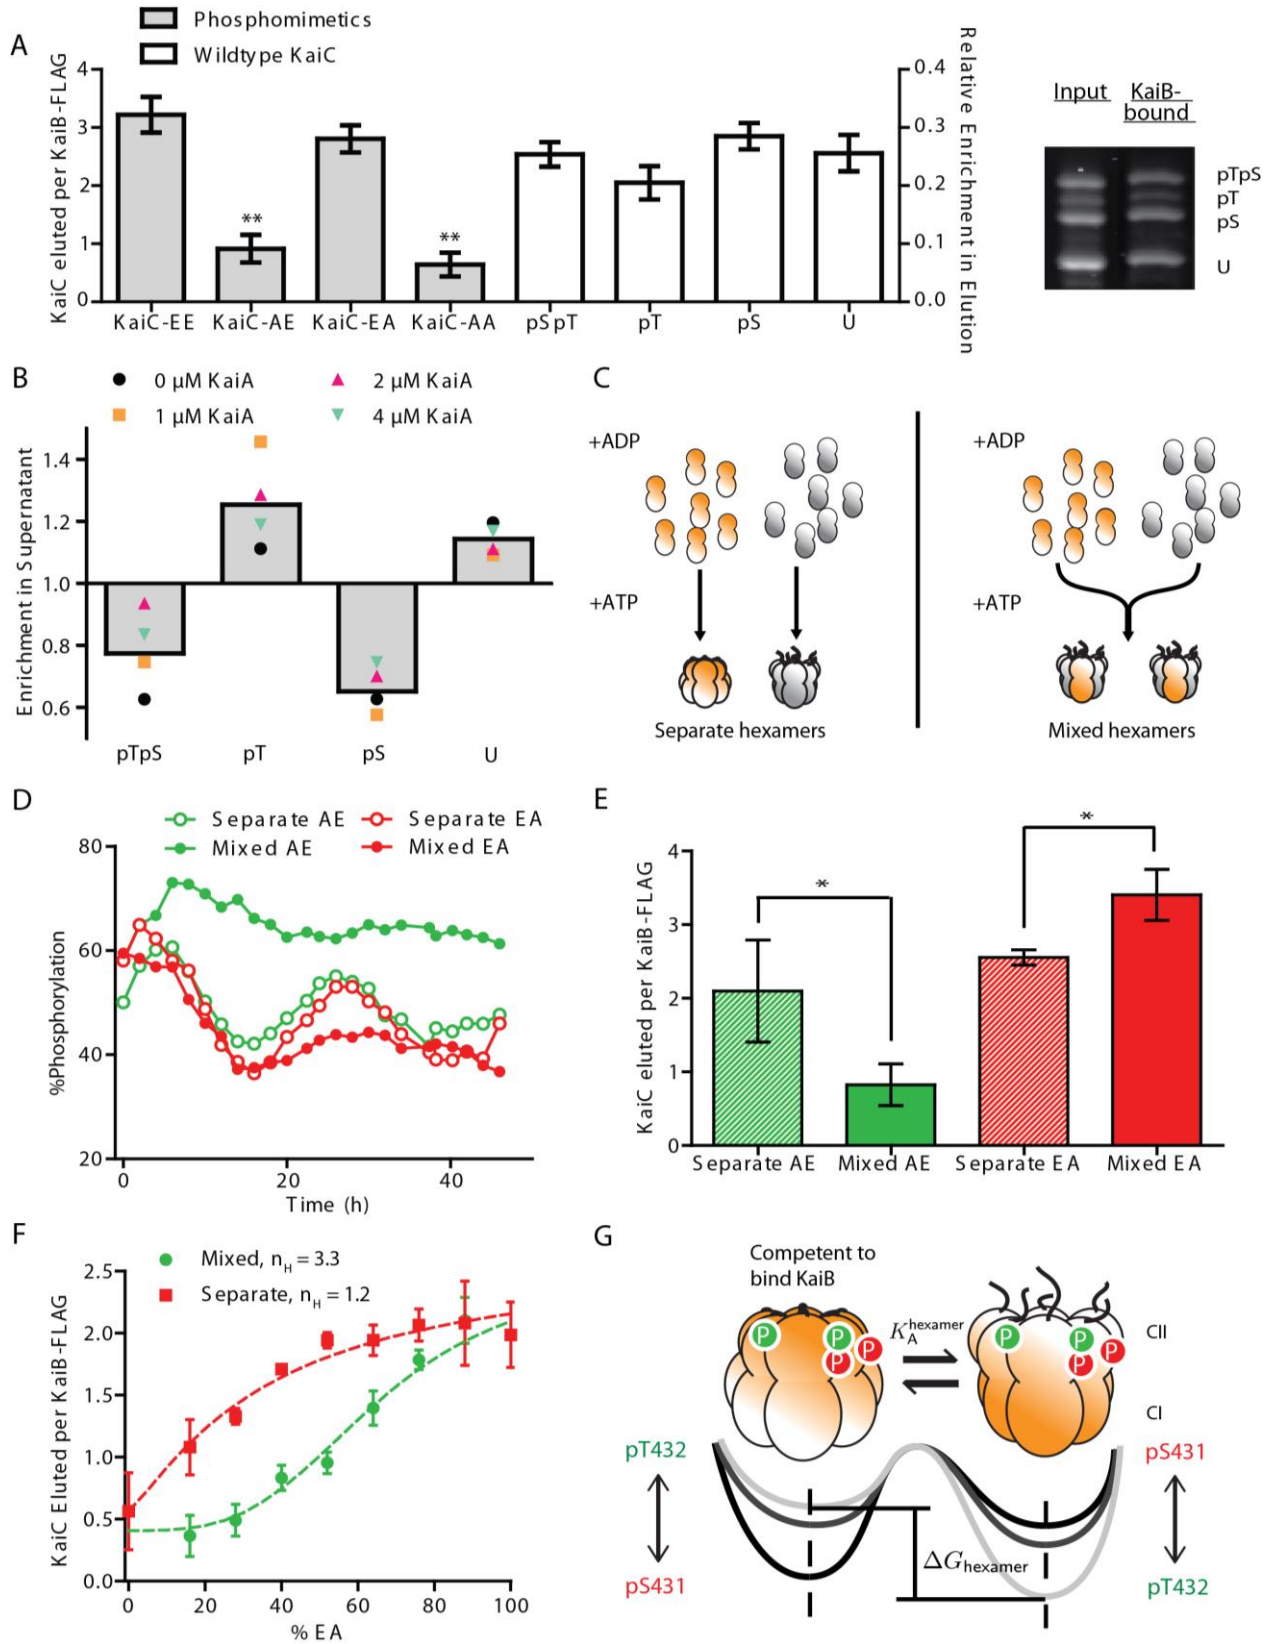 Phosphomimetics
Wildtype KaiC
A
KaiC eluted per KaiB-FLAG
4
3
2
1
0
**
**
KaiC-EE
KaiC-AE
KaiC-EA
KaiC-AA
pSpT
pT
pS
U
0.4
0.3
0.2
0.1
0.0
Relative Enrichment in Elution
Input
KaiB-
bound
pTpS
pT
pS
U
B
0 µM KaiA
2 µM KaiA
1 µM KaiA
4 µM KaiA
Enrichment in Supernatant
1.4
1.2
1.0
0.8
0.6
pTpS
pT
pS
U
C
+ADP
+ATP
Separate hexamers
+ADP
+ATP
Mixed hexamers
D
Separate AE
Separate EA
Mixed AE
Mixed EA
%Phosphorylation
80
60
40
20
0
20
40
Time (h)
E
KaiC eluted per KaiB-FLAG
4
3
2
1
0
*
*
Separate AE
Mixed AE
Separate EA
Mixed EA
F
Mixed, nH = 3.3
Separate, nH = 1.2
KaiC Eluted per KaiB-FLAG
2.5
2.0
1.5
1.0
0.5
0.0
0
20
40
60
80
100
% EA
G
Competent to
bind KaiB
P
P
P
P
K_A^hexamer
P
P
P
P
CII
CI
pT432
pS431
pS431
pT432
ΔGhexamer